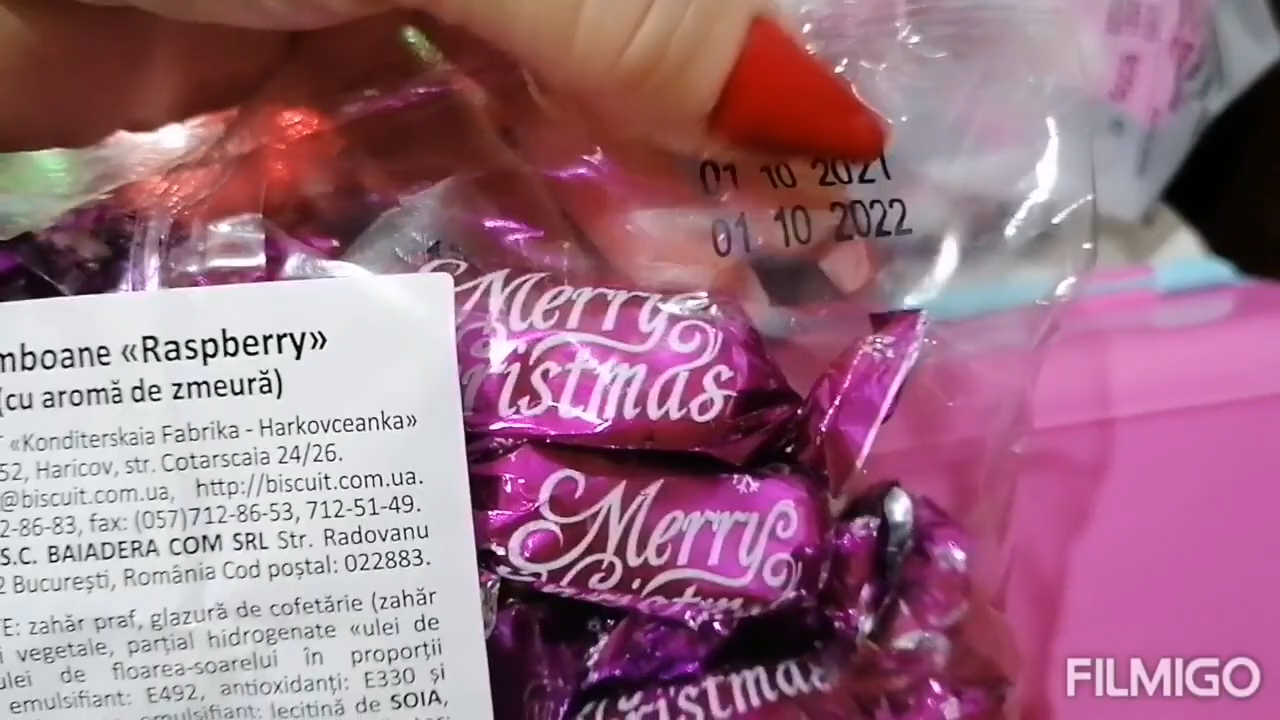 01 10 2021
01 10 2022
Merry
Christmas
Merry
Christmas
mboane «Raspberry»
(cu aromă de zmeură)
«Konditerskaia Fabrika - Harkovceanka»
52, Haricov, str. Cotarscaia 24/26.
@biscuit.com.ua, http://biscuit.com.ua.
2-86-83, fax: (057)712-86-53, 712-51-49.
S.C. BAIADERA COM SRL Str. Radovanu
2 București, România Cod poștal: 022883.
E: zahăr praf, glazură de cofetărie (zahăr
i vegetale, parțial hidrogenate «ulei de
ulei de floarea-soarelui în proporții
emulsifiant: E492, antioxidanți: E330 și
emulsifiant: lecitină de SOIA,
Christmas
FILMIGO